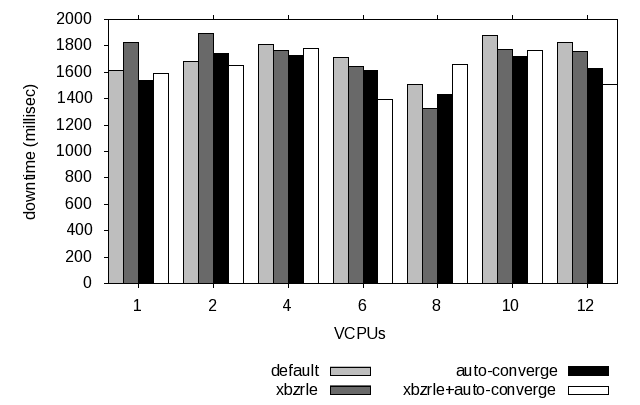 2000
1800
1600
1400
1200
1000
800
600
400
200
0
downtime (millisec)
1 2 4 6 8 10 12
VCPUs
default auto-converge
xbzrle xbzrle+auto-converge